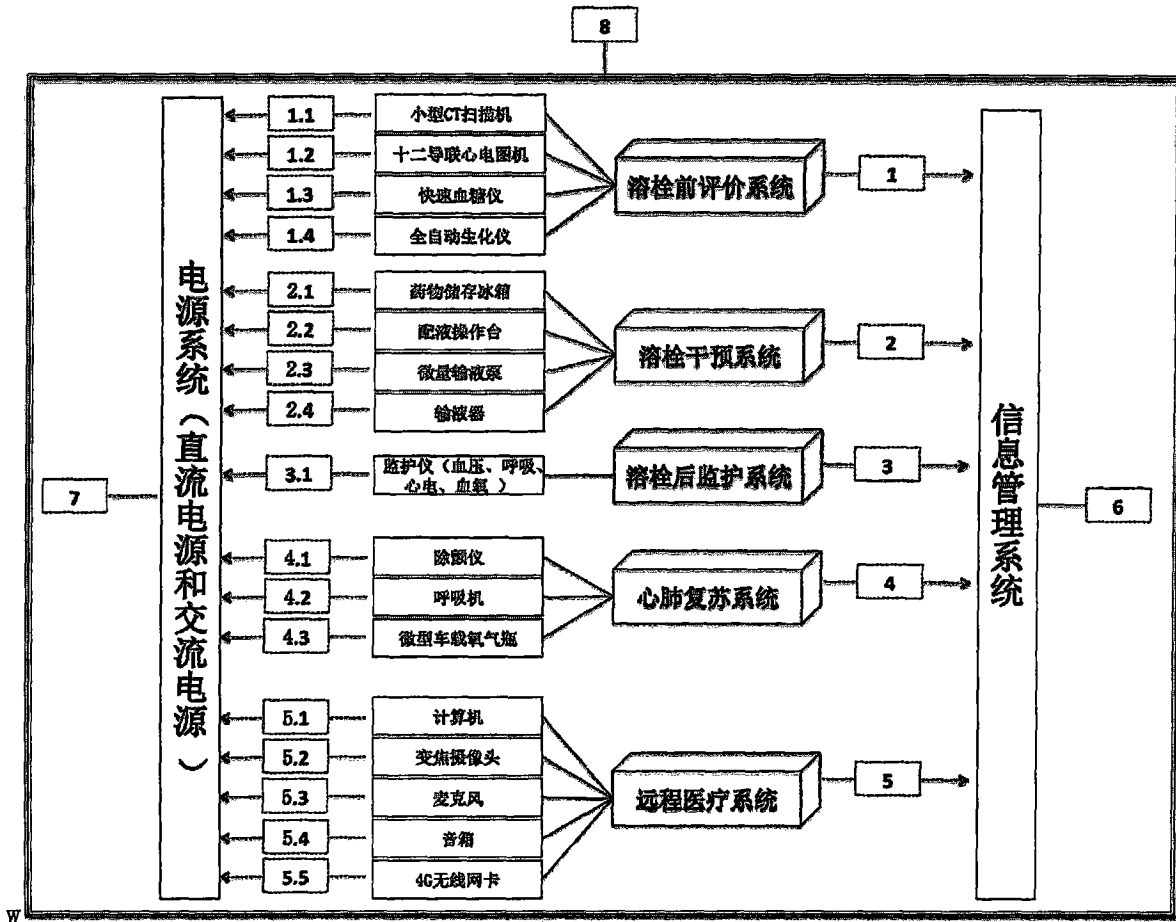 8
1.1 小型CT扫描机
1.2 十二导联心电图机
1.3 快速血糖仪
1.4 全自动生化仪
溶栓前评价系统 1
2.1 药物储存冰箱
2.2 配液操作台
2.3 微量输液泵
2.4 输液器
溶栓干预系统 2
3.1 监护仪（血压、呼吸、
心电、血氧 ）
溶栓后监护系统 3
4.1 除颤仪
4.2 呼吸机
4.3 微型车载氧气瓶
心肺复苏系统 4
5.1 计算机
5.2 变焦摄像头
5.3 麦克风
5.4 音箱
5.5 4G无线网卡
远程医疗系统 5
电源系统（直流电源和交流电源）
7
信息管理系统
6
W